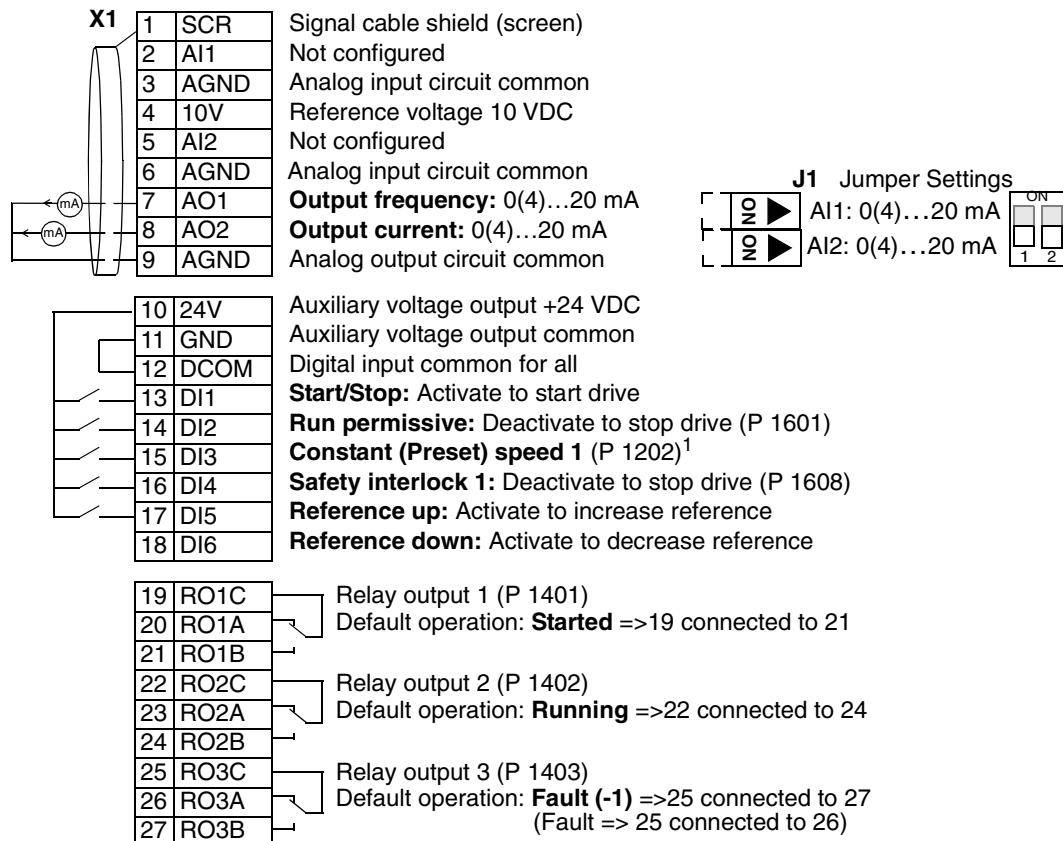 X1
1 SCR Signal cable shield (screen)
2 AI1 Not configured
3 AGND Analog input circuit common
4 10V Reference voltage 10 VDC
5 AI2 Not configured
6 AGND Analog input circuit common
mA 7 AO1 Output frequency: 0(4)…20 mA
mA 8 AO2 Output current: 0(4)…20 mA
9 AGND Analog output circuit common
J1 Jumper Settings
ON AI1: 0(4)…20 mA ON
ON AI2: 0(4)…20 mA 1 2
10 24V Auxiliary voltage output +24 VDC
11 GND Auxiliary voltage output common
12 DCOM Digital input common for all
13 DI1 Start/Stop: Activate to start drive
14 DI2 Run permissive: Deactivate to stop drive (P 1601)
15 DI3 Constant (Preset) speed 1 (P 1202)1
16 DI4 Safety interlock 1: Deactivate to stop drive (P 1608)
17 DI5 Reference up: Activate to increase reference
18 DI6 Reference down: Activate to decrease reference
19 RO1C Relay output 1 (P 1401)
20 RO1A Default operation: Started =>19 connected to 21
21 RO1B
22 RO2C Relay output 2 (P 1402)
23 RO2A Default operation: Running =>22 connected to 24
24 RO2B
25 RO3C Relay output 3 (P 1403)
26 RO3A Default operation: Fault (-1) =>25 connected to 27
27 RO3B (Fault => 25 connected to 26)